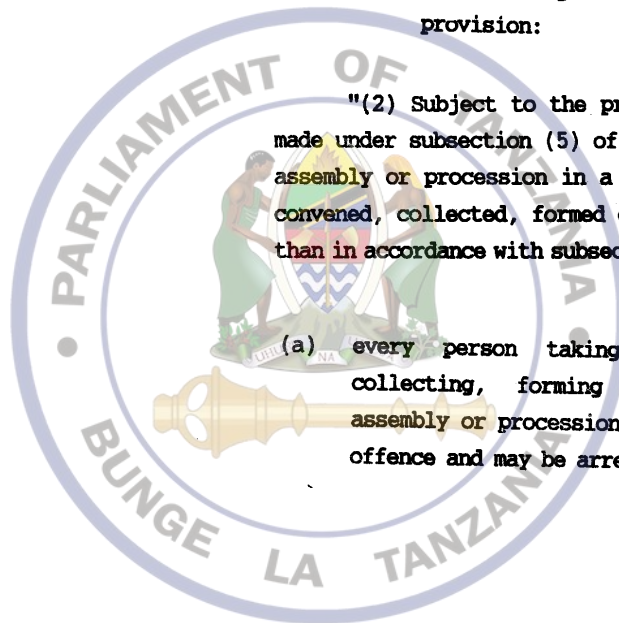 provision:
"(2) Subject to the pr
made under subsection (5) of
assembly or procession in a
convened, collected, formed
than in accordance with subsec
(a) every person taking
collecting, forming
assembly or procession
offence and may be arre
PARLIAMENT OF TANZANIA
UHU NA
BUNGE LA TANZANIA